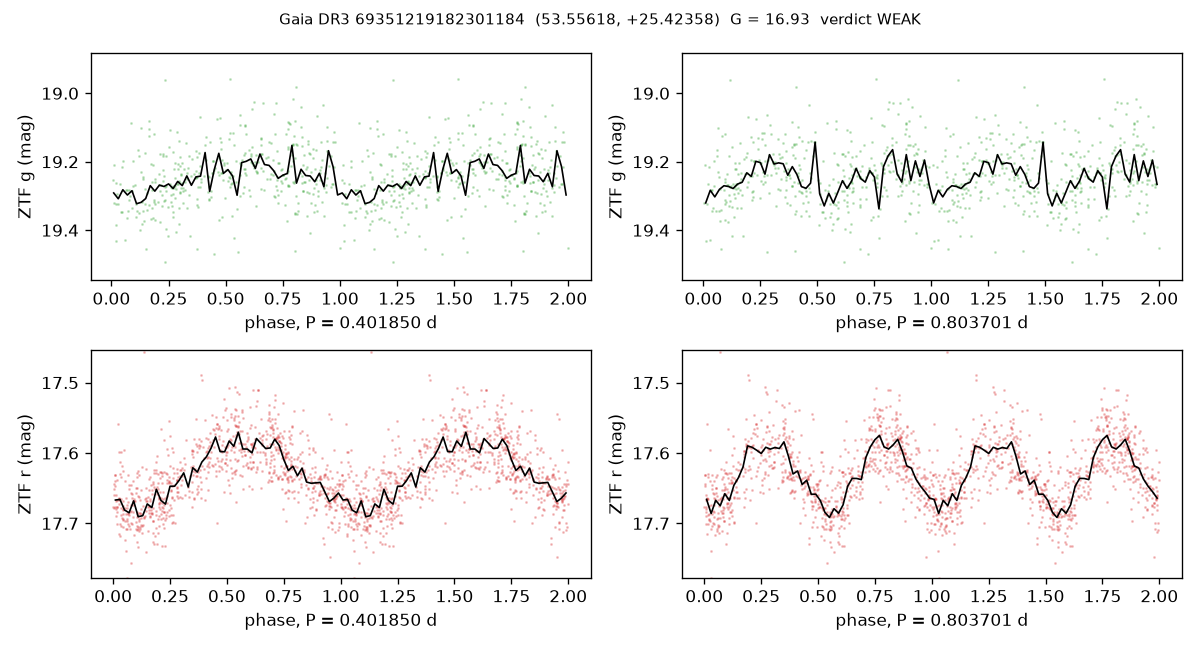 Gaia DR3 69351219182301184  (53.55618, +25.42358)  G = 16.93  verdict WEAK
ZTF g (mag)
19.0
19.2
19.4
0.00 0.25 0.50 0.75 1.00 1.25 1.50 1.75 2.00
phase, P = 0.401850 d
ZTF g (mag)
19.0
19.2
19.4
0.00 0.25 0.50 0.75 1.00 1.25 1.50 1.75 2.00
phase, P = 0.803701 d
ZTF r (mag)
17.5
17.6
17.7
0.00 0.25 0.50 0.75 1.00 1.25 1.50 1.75 2.00
phase, P = 0.401850 d
ZTF r (mag)
17.5
17.6
17.7
0.00 0.25 0.50 0.75 1.00 1.25 1.50 1.75 2.00
phase, P = 0.803701 d